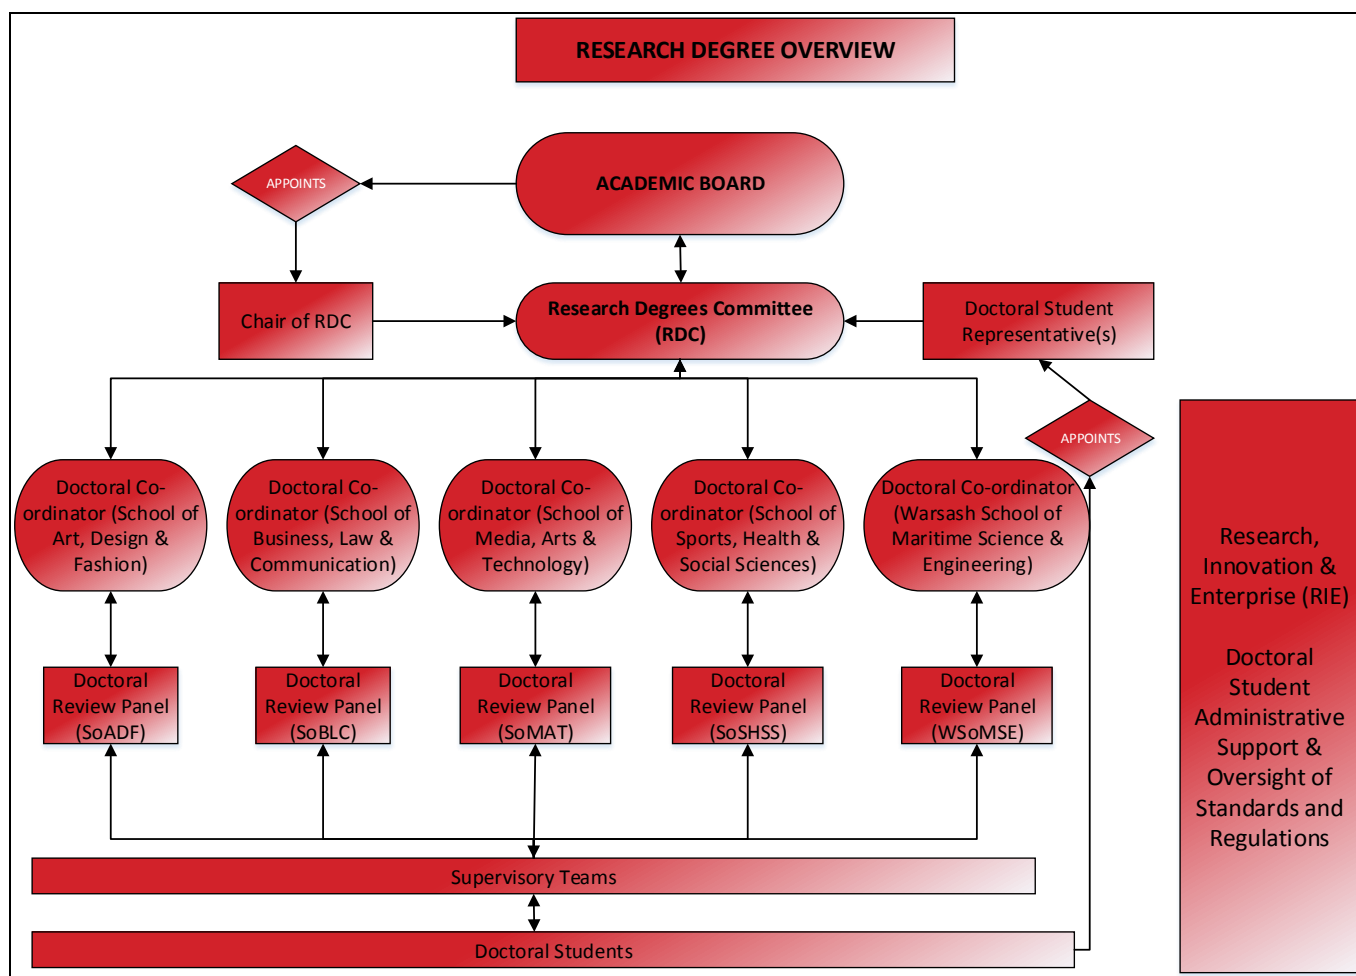 RESEARCH DEGREE OVERVIEW
APPOINTS
ACADEMIC BOARD
Chair of RDC
Research Degrees Committee
(RDC)
Doctoral Student
Representative(s)
APPOINTS
Doctoral Co-
ordinator (School of
Art, Design &
Fashion)
Doctoral Co-
ordinator (School of
Business, Law &
Communication)
Doctoral Co-
ordinator (School of
Media, Arts &
Technology)
Doctoral Co-
ordinator (School of
Sports, Health &
Social Sciences)
Doctoral Co-ordinator
(Warsash School of
Maritime Science &
Engineering)
Doctoral
Review Panel
(SoADF)
Doctoral
Review Panel
(SoBLC)
Doctoral
Review Panel
(SoMAT)
Doctoral
Review Panel
(SoSHSS)
Doctoral
Review Panel
(WSoMSE)
Supervisory Teams
Doctoral Students
Research,
Innovation &
Enterprise (RIE)
Doctoral
Student
Administrative
Support &
Oversight of
Standards and
Regulations